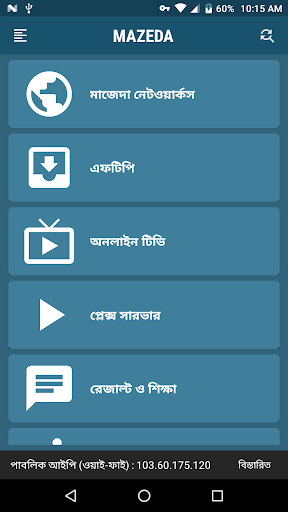 60% 10:15 AM
MAZEDA
মাজেদা নেটওয়ার্কস
এফটিপি
অনলাইন টিভি
প্লেক্স সারভার
রেজাল্ট ও শিক্ষা
পাবলিক আইপি (ওয়াই-ফাই) : 103.60.175.120 বিস্তারিত